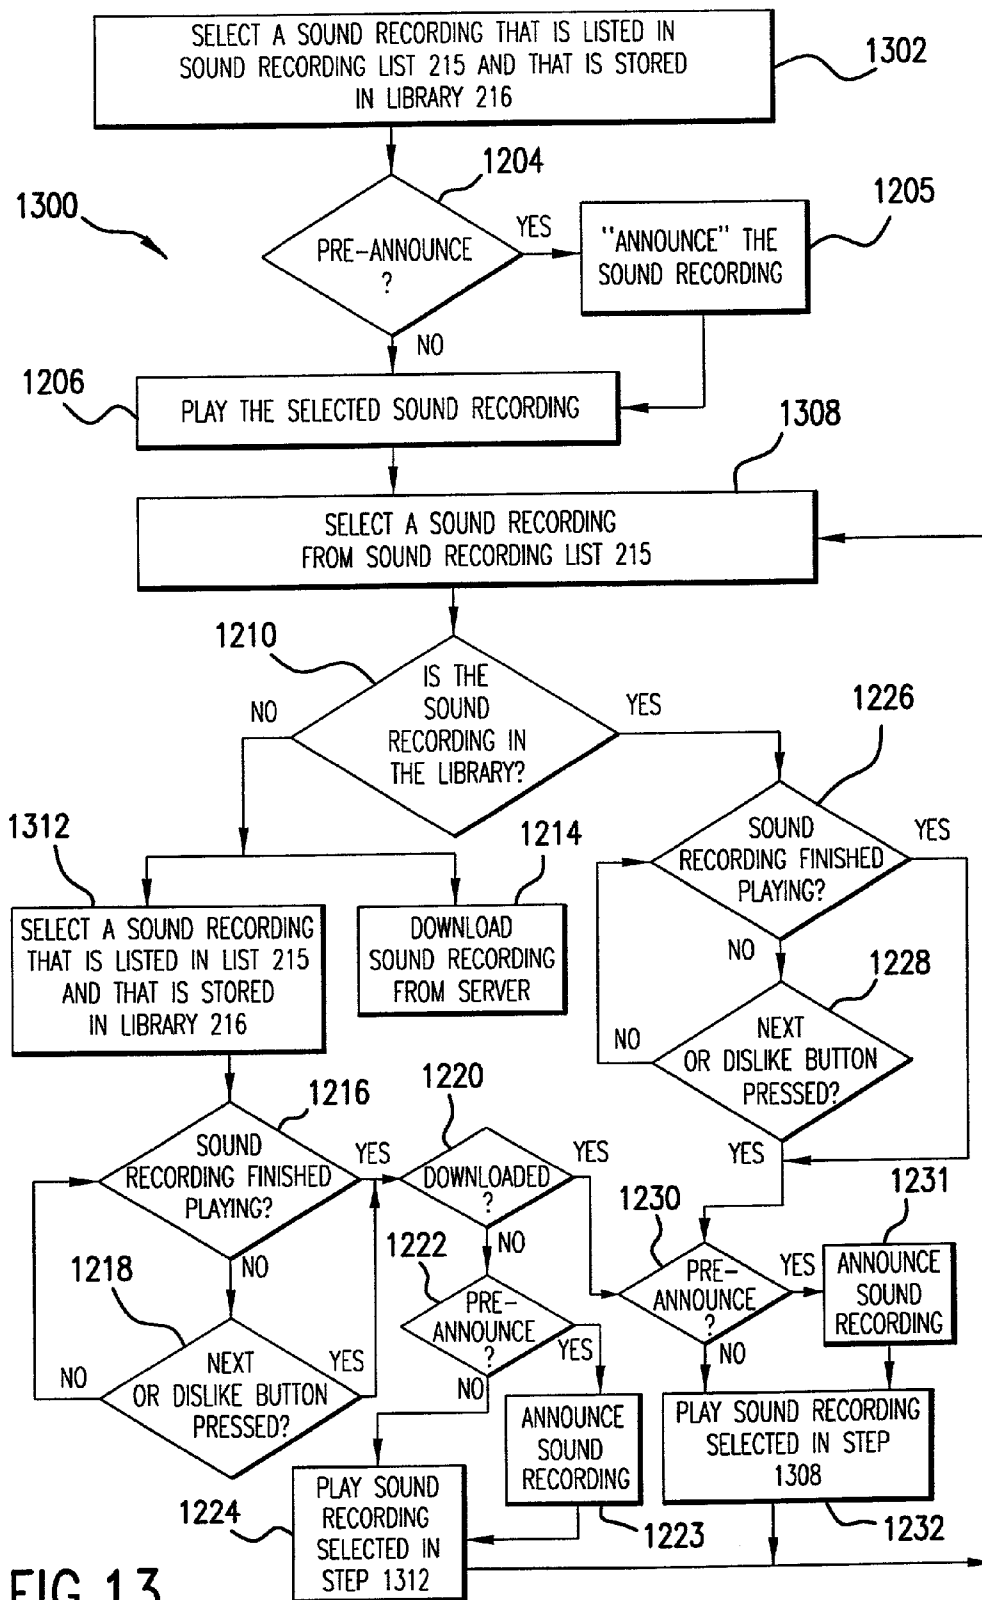 SELECT A SOUND RECORDING THAT IS LISTED IN
SOUND RECORDING LIST 215 AND THAT IS STORED
IN LIBRARY 216
1302
1204
1300
PRE-ANNOUNCE
?
YES
1205
"ANNOUNCE" THE
SOUND RECORDING
NO
1206
PLAY THE SELECTED SOUND RECORDING
1308
SELECT A SOUND RECORDING
FROM SOUND RECORDING LIST 215
1210
IS THE
SOUND
RECORDING IN
THE LIBRARY?
NO
YES
1226
SOUND
RECORDING FINISHED
PLAYING?
YES
NO
1228
NEXT
OR DISLIKE BUTTON
PRESSED?
NO
YES
1312
SELECT A SOUND RECORDING
THAT IS LISTED IN LIST 215
AND THAT IS STORED
IN LIBRARY 216
1214
DOWNLOAD
SOUND RECORDING
FROM SERVER
1216
SOUND
RECORDING FINISHED
PLAYING?
YES
NO
1218
NEXT
OR DISLIKE BUTTON
PRESSED?
NO
YES
1220
DOWNLOADED
?
YES
NO
1222
PRE-
ANNOUNCE
?
YES
NO
ANNOUNCE
SOUND
RECORDING
1223
1224
PLAY SOUND
RECORDING
SELECTED IN
STEP 1312
1230
PRE-
ANNOUNCE
?
YES
NO
1231
ANNOUNCE
SOUND
RECORDING
PLAY SOUND RECORDING
SELECTED IN STEP
1308
1232
FIG.13